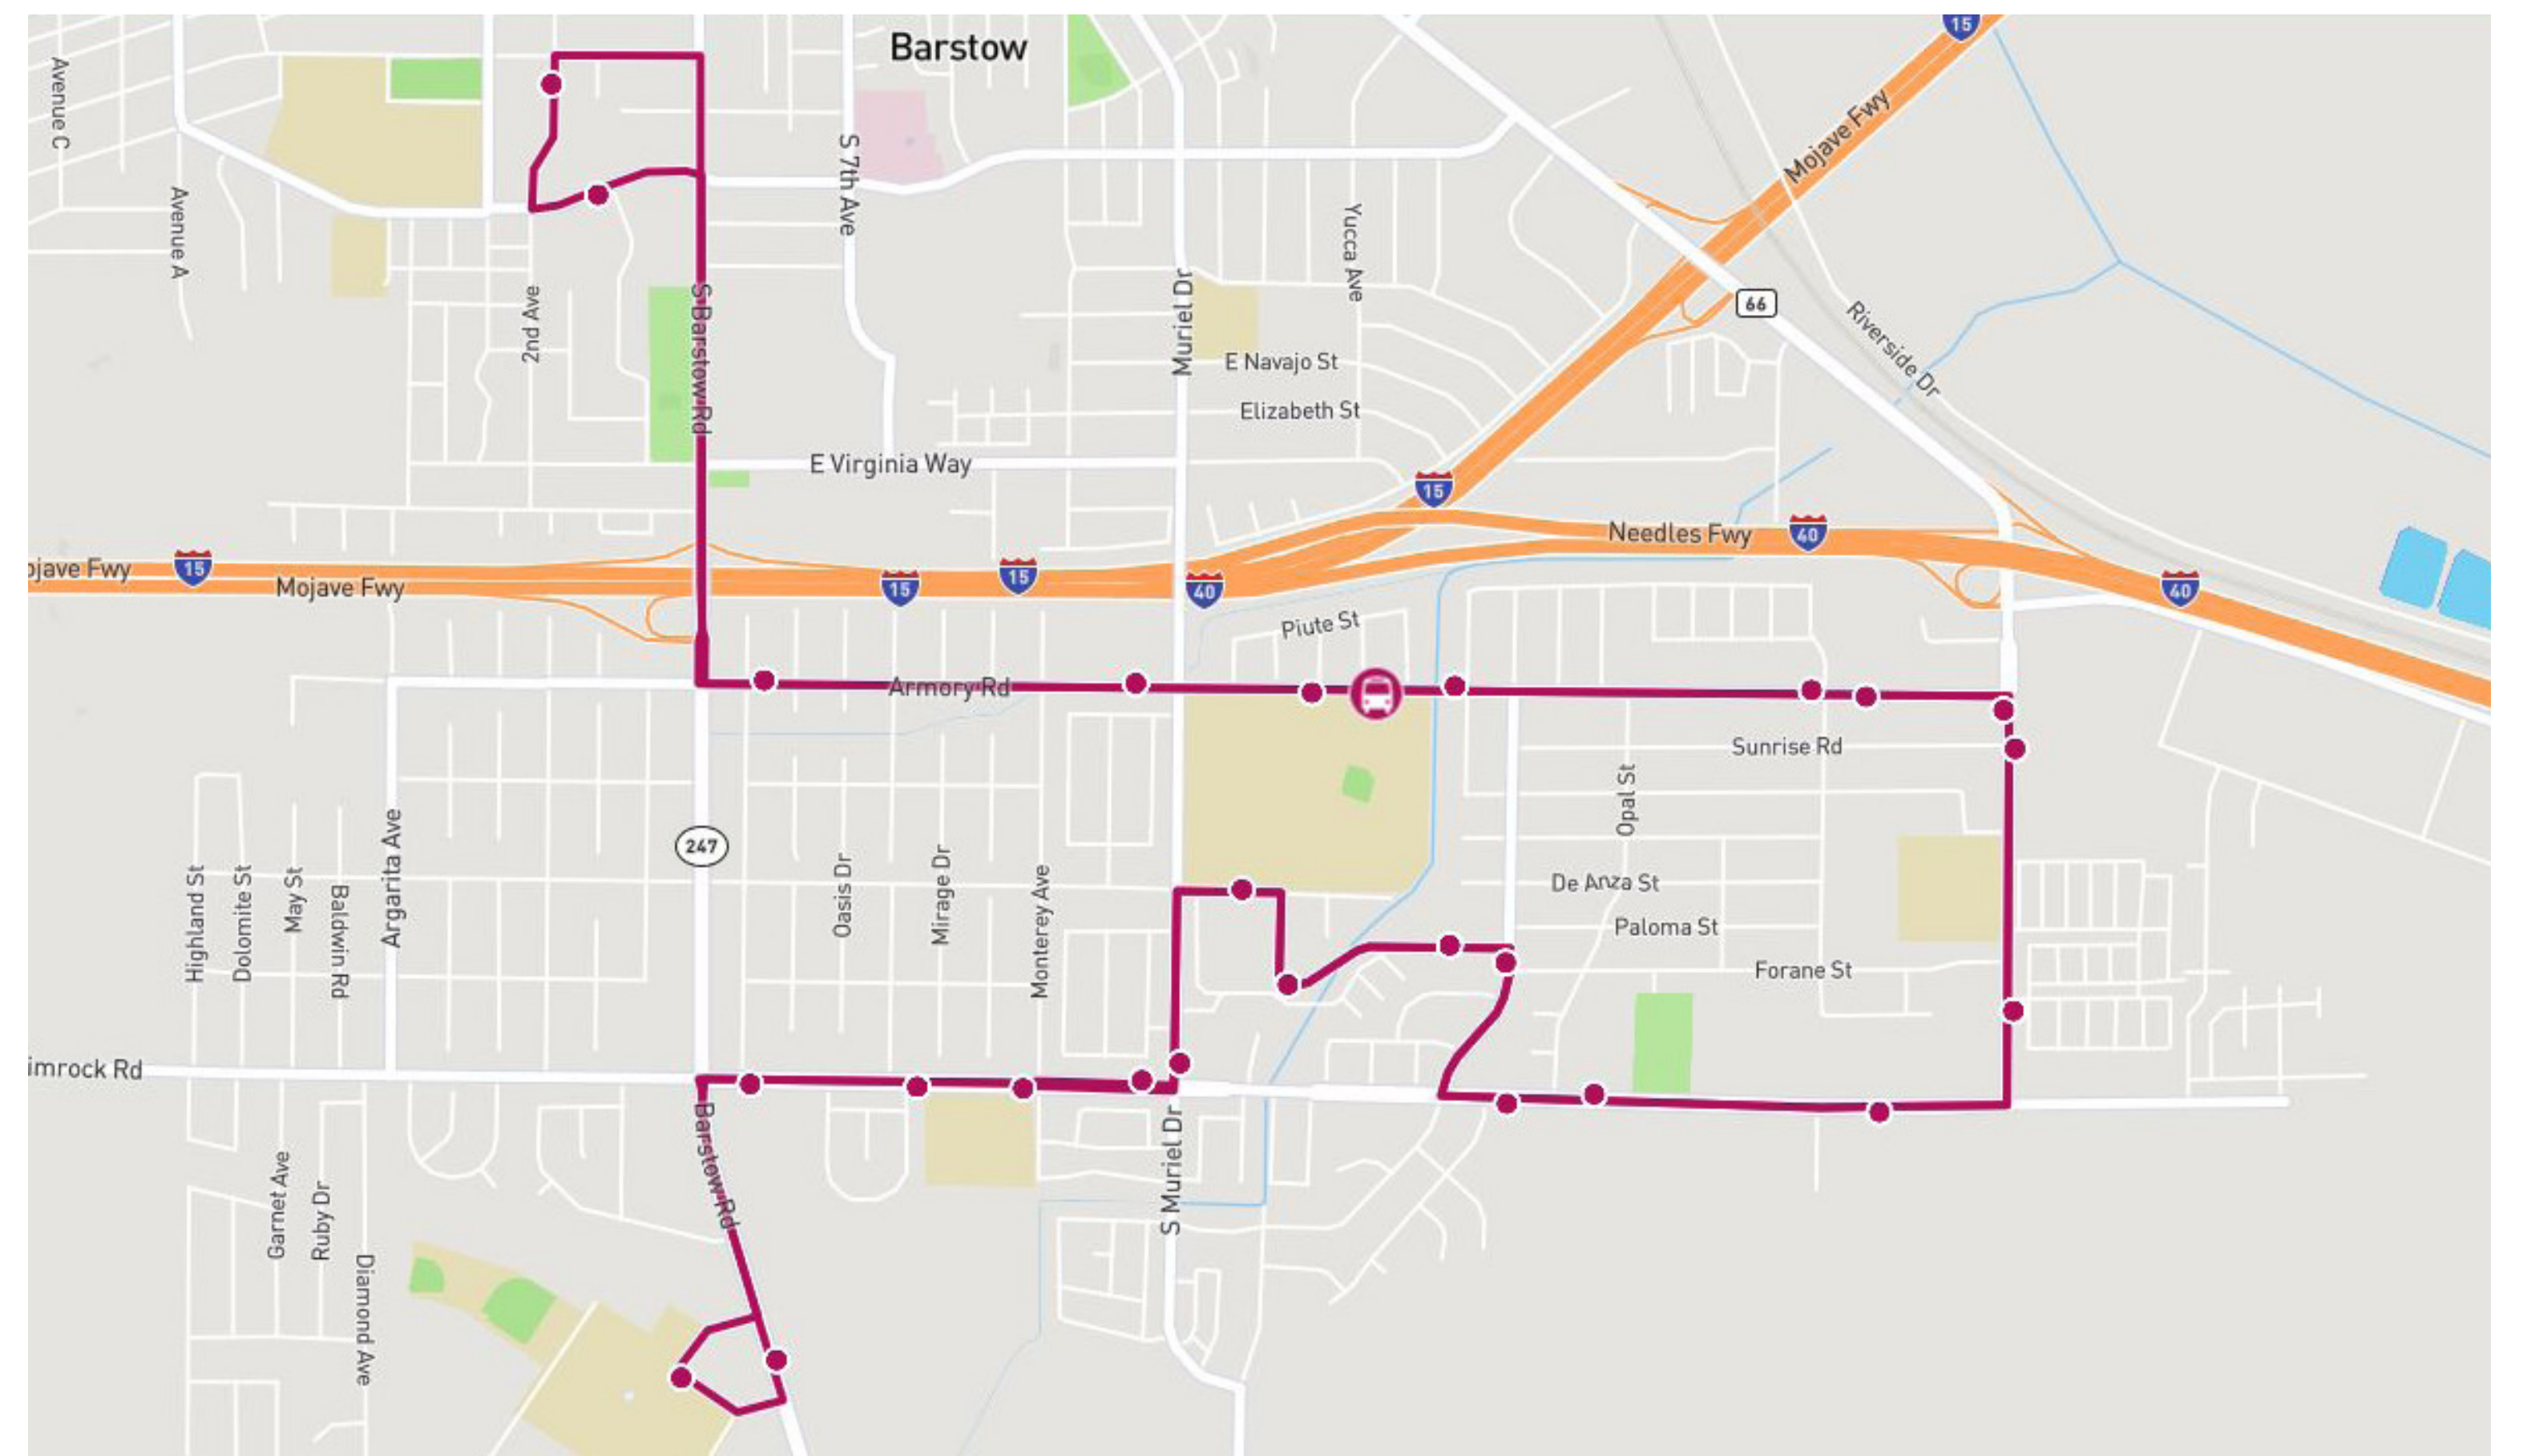 15
Barstow
Avenue C
Mojave Fwy
S 7th Ave
Avenue A
Yucca Ave
Muriel Dr
2nd Ave
S Barstow Rd
66
Riverside Dr
E Navajo St
Elizabeth St
E Virginia Way
15
Needles Fwy
40
ojave Fwy
15
Mojave Fwy
15
15
40
40
Piute St
Armory Rd
Sunrise Rd
Opal St
247
Argarita Ave
Highland St
Dolomite St
May St
Baldwin Rd
Oasis Dr
Mirage Dr
Monterey Ave
De Anza St
Paloma St
Forane St
imrock Rd
Barstow Rd
S Muriel Dr
Garnet Ave
Ruby Dr
Diamond Ave